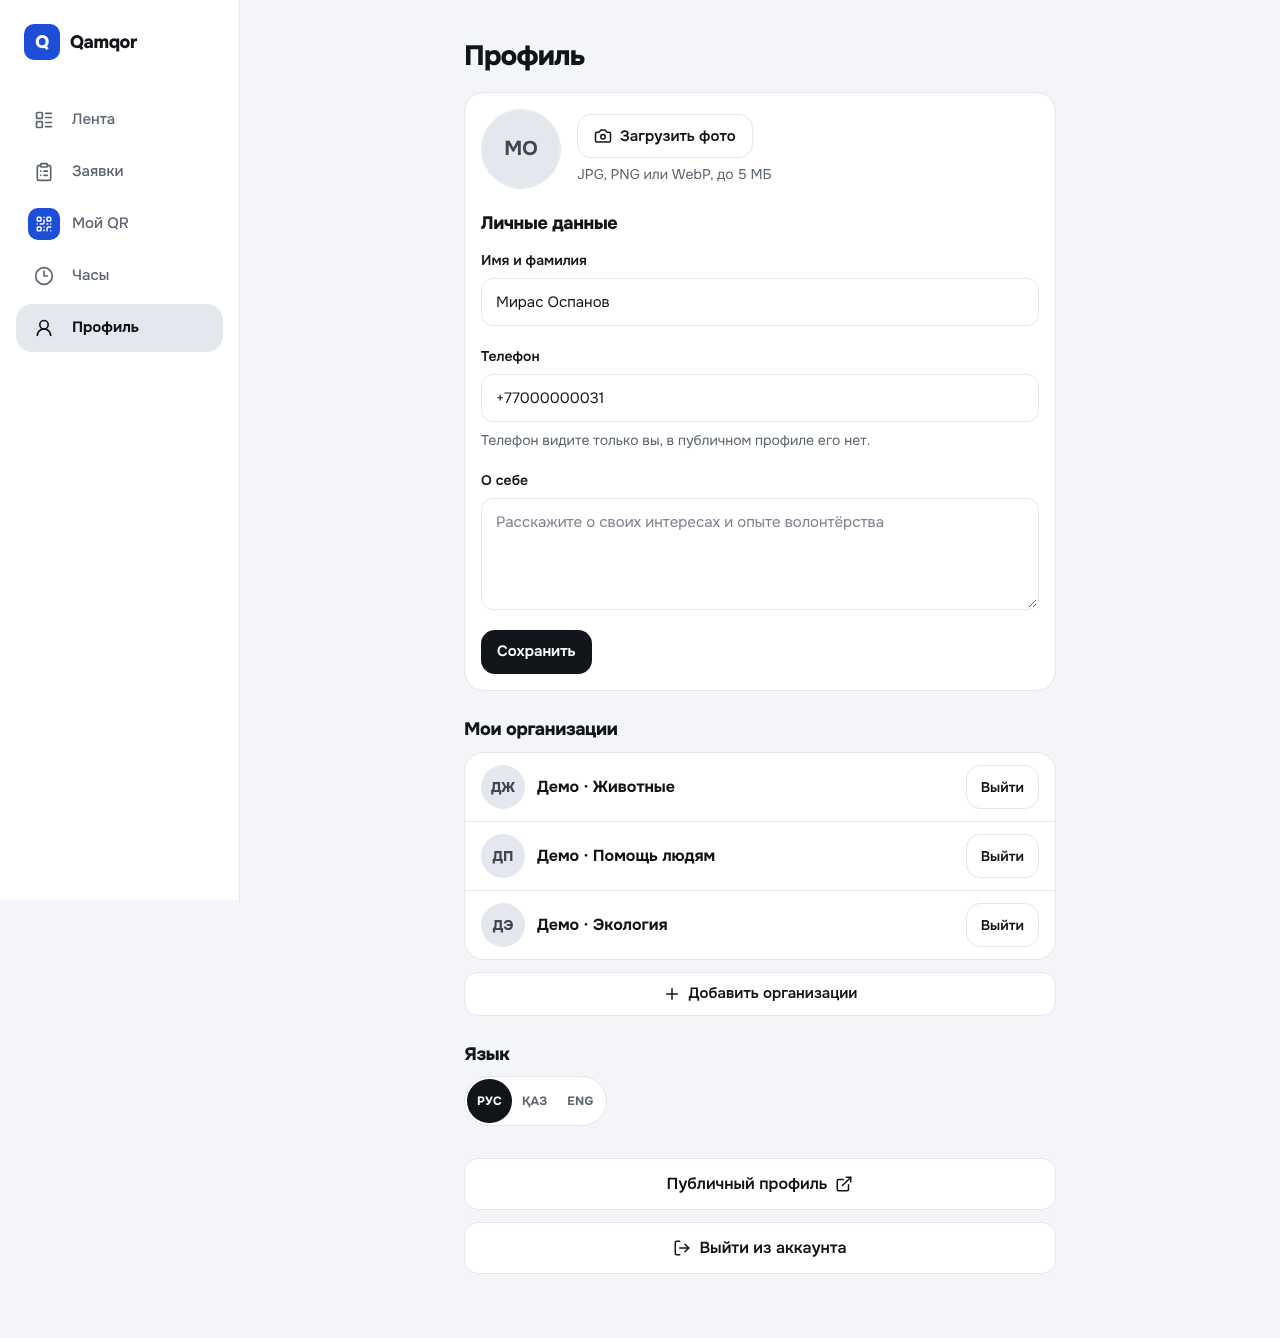 Q Qamqor
Лента
Заявки
Мой QR
Часы
Профиль
Профиль
МО
Загрузить фото
JPG, PNG или WebP, до 5 МБ
Личные данные
Имя и фамилия
Мирас Оспанов
Телефон
+77000000031
Телефон видите только вы, в публичном профиле его нет.
О себе
Расскажите о своих интересах и опыте волонтёрства
Сохранить
Мои организации
ДЖ Демо · Животные Выйти
ДП Демо · Помощь людям Выйти
ДЭ Демо · Экология Выйти
Добавить организации
Язык
РУС ҚАЗ ENG
Публичный профиль
Выйти из аккаунта